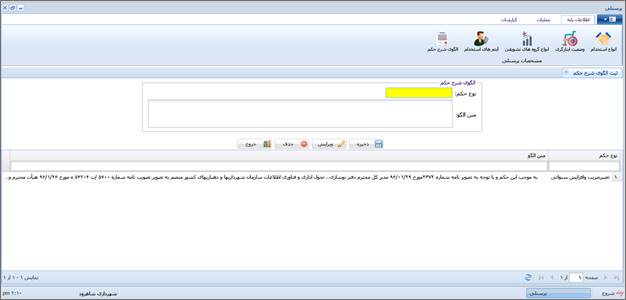 پرسنلی
اطلاعات پایه
عملیات
گزارشات
انواع استخدام
وضعیت ایثارگری
انواع گروه های تشویقی
آیتم های استخدام
الگوی شرح حکم
مشخصات پرسنلی
ثبت الگوی شرح حکم
الگوی شرح حکم
نوع حکم:
متن الگو:
ذخیره
ویرایش
حذف
خروج
نوع حکم
متن الگو
۱ تغییرضریب وافزایش سنواتی به موجب این حکم و با توجه به تصویر نامه شماره ۲۳۷۴مورخ ۹۶/۰۱/۲۹ مدیر کل محترم دفتر نوسازی ، تحول اداری و فناوری اطلاعات سازمان شهرداریها و دهیاریهای کشور منضم به تصویر تصویب نامه شماره ۵۷۰۰ /ت ۵۴۲۰۴ ه مورخ ۹۶/۱/۲۶ هیأت محترم و...
صفحه ۱ از ۱
نمایش ۱ - ۱ از ۱
شروع
پرسنلی
شهرداری شاهرود
۲:۱۰ pm